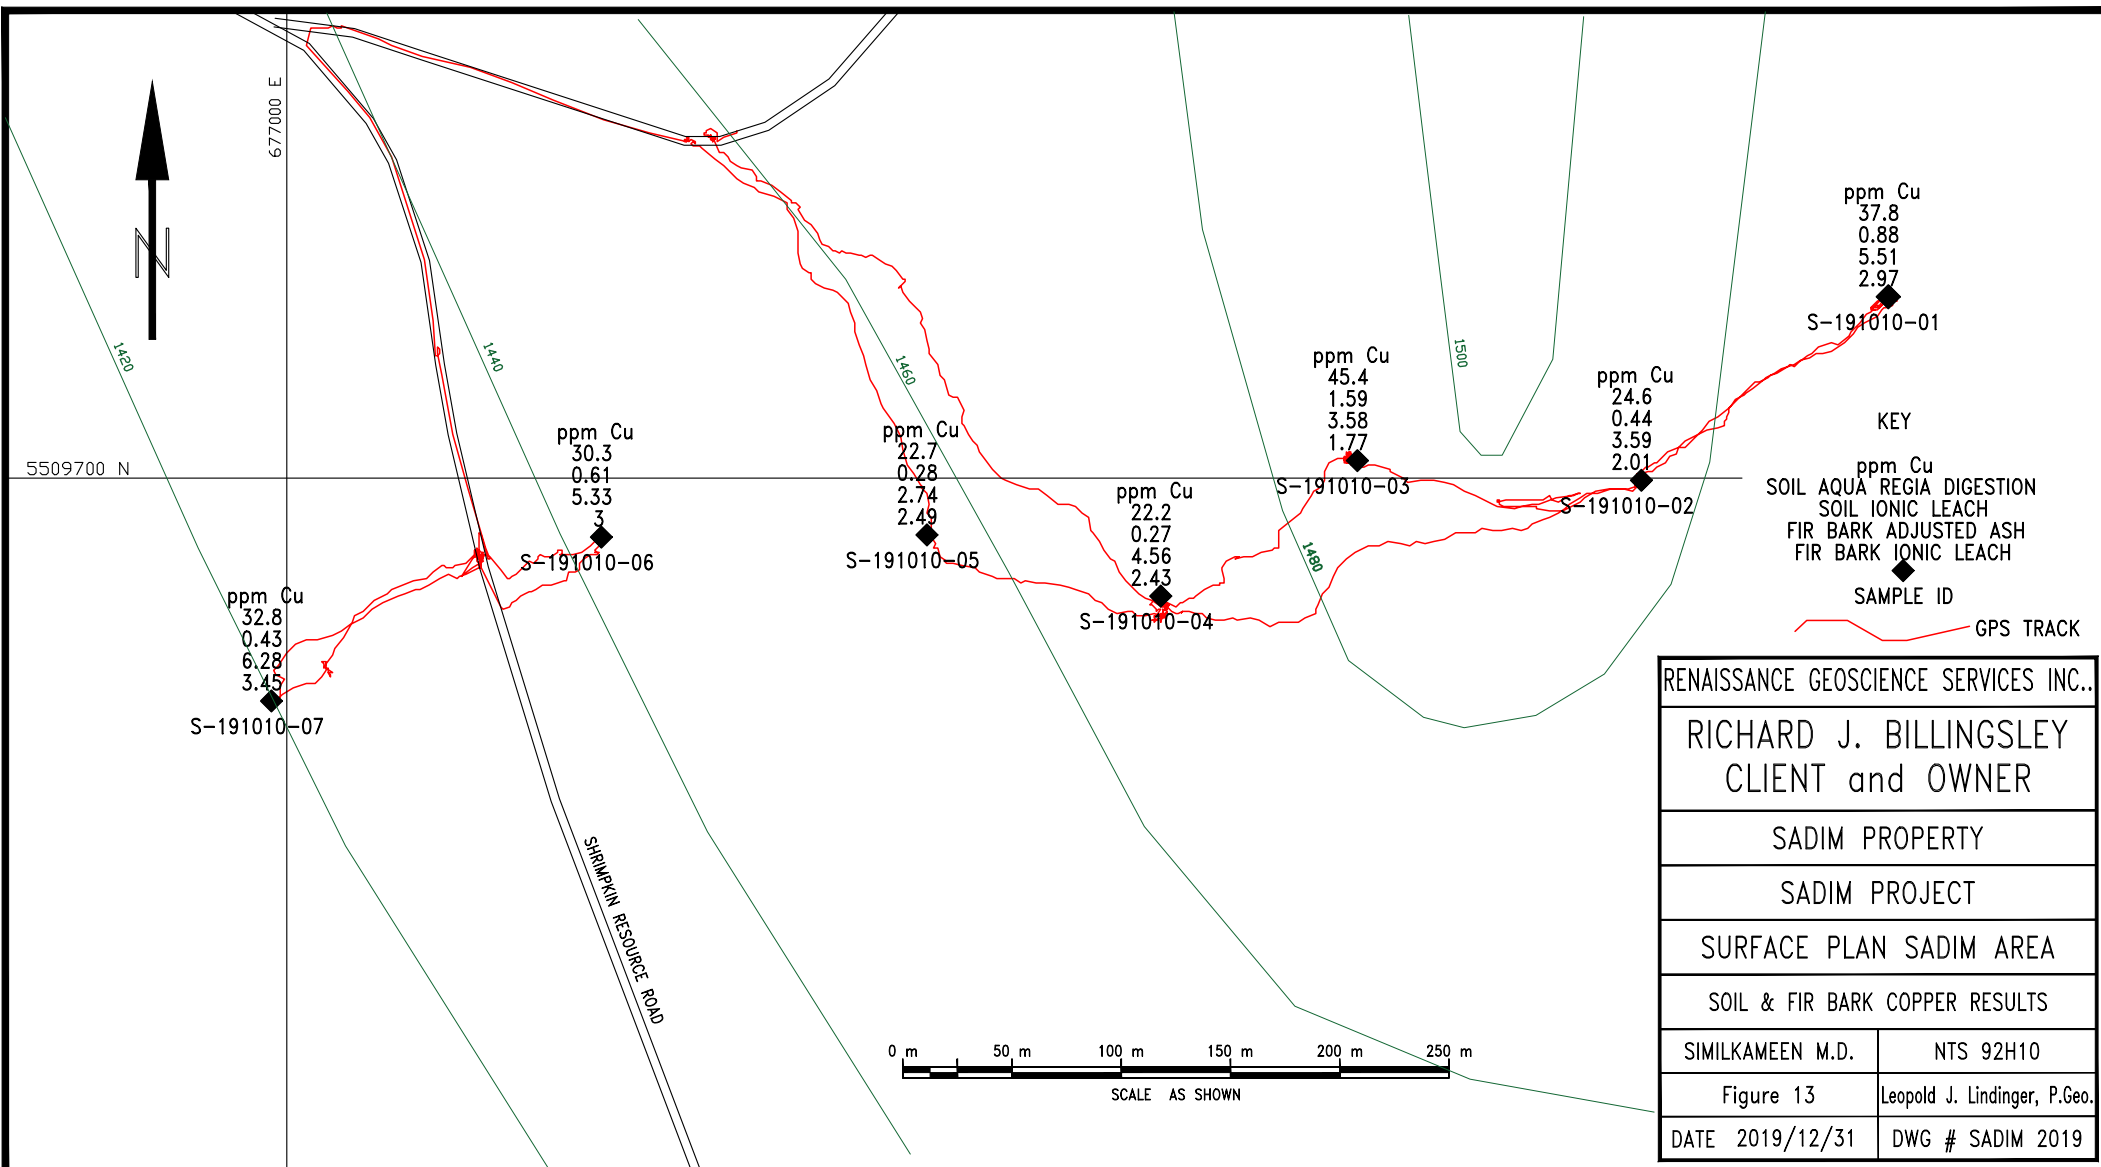 677000 E
N
5509700 N
1420
1440
1460
1480
1500
ppm Cu
37.8
0.88
5.51
2.97
S-191010-01
ppm Cu
24.6
0.44
3.59
2.01
S-191010-02
ppm Cu
45.4
1.59
3.58
1.77
S-191010-03
ppm Cu
22.2
0.27
4.56
2.43
S-191010-04
ppm Cu
22.7
0.28
2.74
2.49
S-191010-05
ppm Cu
30.3
0.61
5.33
3
S-191010-06
ppm Cu
32.8
0.43
6.28
3.45
S-191010-07
SHRIMPKIN RESOURCE ROAD
KEY
ppm Cu
SOIL AQUA REGIA DIGESTION
SOIL IONIC LEACH
FIR BARK ADJUSTED ASH
FIR BARK IONIC LEACH
SAMPLE ID
GPS TRACK
0 m 50 m 100 m 150 m 200 m 250 m
SCALE AS SHOWN
RENAISSANCE GEOSCIENCE SERVICES INC..
RICHARD J. BILLINGSLEY
CLIENT and OWNER
SADIM PROPERTY
SADIM PROJECT
SURFACE PLAN SADIM AREA
SOIL & FIR BARK COPPER RESULTS
SIMILKAMEEN M.D. NTS 92H10
Figure 13 Leopold J. Lindinger, P.Geo.
DATE 2019/12/31 DWG # SADIM 2019